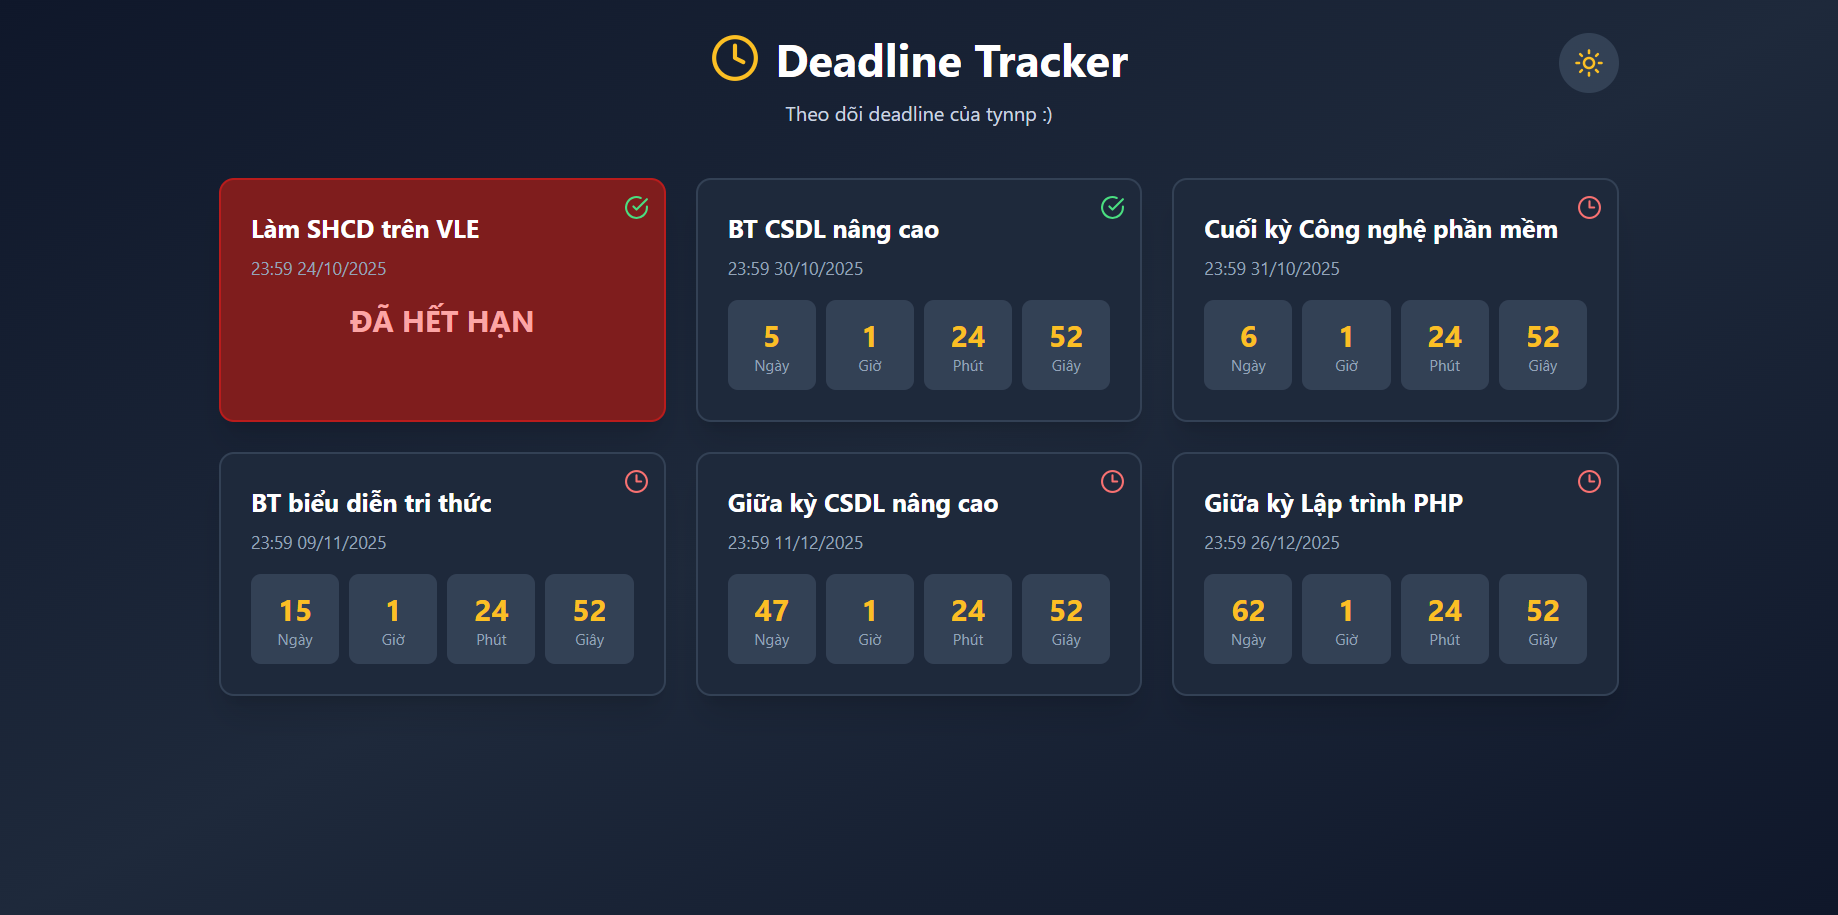 Deadline Tracker
Theo dõi deadline của tynnp :)
Làm SHCD trên VLE
23:59 24/10/2025
ĐÃ HẾT HẠN
BT CSDL nâng cao
23:59 30/10/2025
5 1 24 52
Ngày Giờ Phút Giây
Cuối kỳ Công nghệ phần mềm
23:59 31/10/2025
6 1 24 52
Ngày Giờ Phút Giây
BT biểu diễn tri thức
23:59 09/11/2025
15 1 24 52
Ngày Giờ Phút Giây
Giữa kỳ CSDL nâng cao
23:59 11/12/2025
47 1 24 52
Ngày Giờ Phút Giây
Giữa kỳ Lập trình PHP
23:59 26/12/2025
62 1 24 52
Ngày Giờ Phút Giây